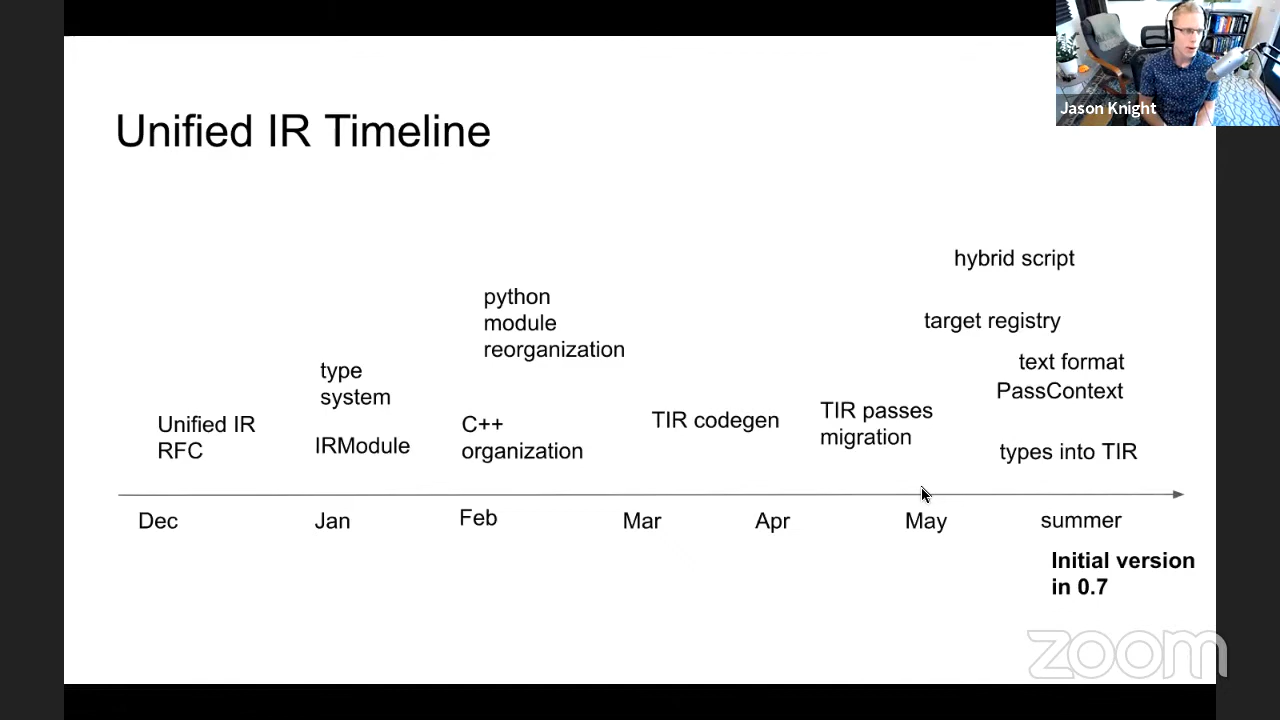 Jason Knight
Unified IR Timeline
hybrid script
python
module
reorganization
target registry
type
system
text format
PassContext
Unified IR
RFC
IRModule
C++
organization
TIR codegen
TIR passes
migration
types into TIR
Dec
Jan
Feb
Mar
Apr
May
summer
Initial version
in 0.7
zoom